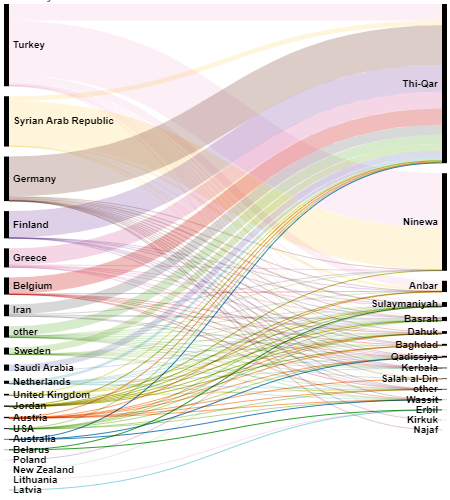 Turkey
Syrian Arab Republic
Germany
Finland
Greece
Belgium
Iran
other
Sweden
Saudi Arabia
Netherlands
United Kingdom
Jordan
Austria
USA
Australia
Belarus
Poland
New Zealand
Lithuania
Latvia
Thi-Qar
Ninewa
Anbar
Sulaymaniyah
Basrah
Dahuk
Baghdad
Qadissiya
Kerbala
Salah al-Din
other
Wassit
Erbil
Kirkuk
Najaf